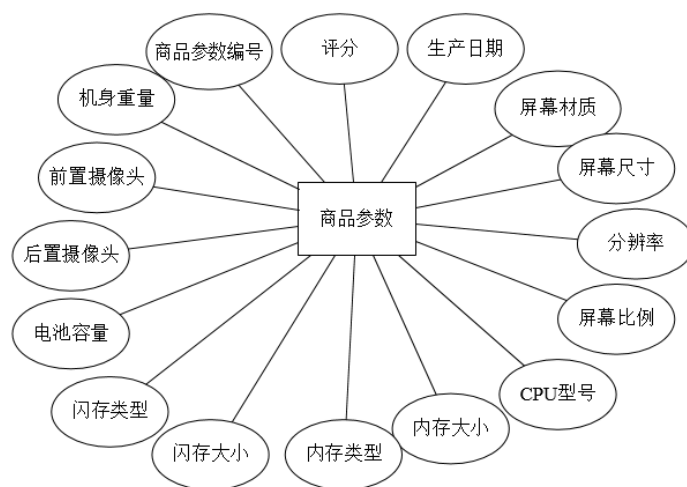 商品参数编号
评分
生产日期
机身重量
屏幕材质
前置摄像头
屏幕尺寸
商品参数
后置摄像头
分辨率
电池容量
屏幕比例
闪存类型
CPU型号
闪存大小
内存类型
内存大小